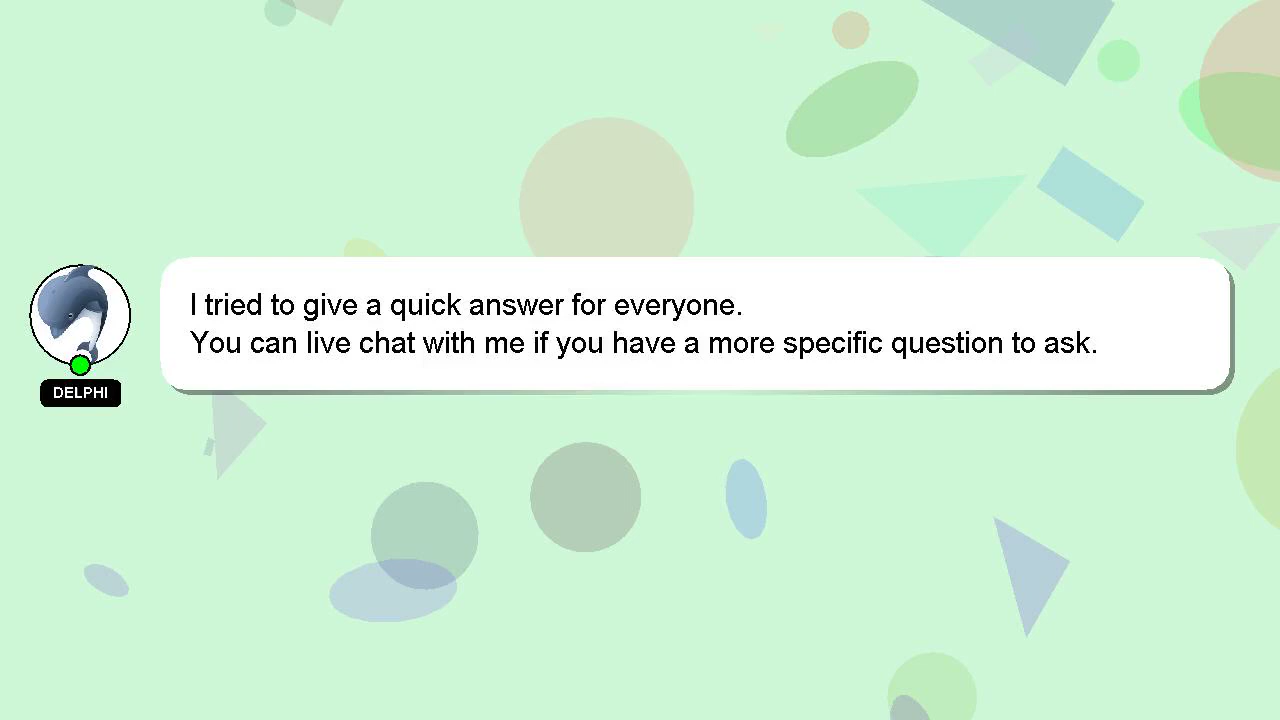 I tried to give a quick answer for everyone.
You can live chat with me if you have a more specific question to ask.
DELPHI